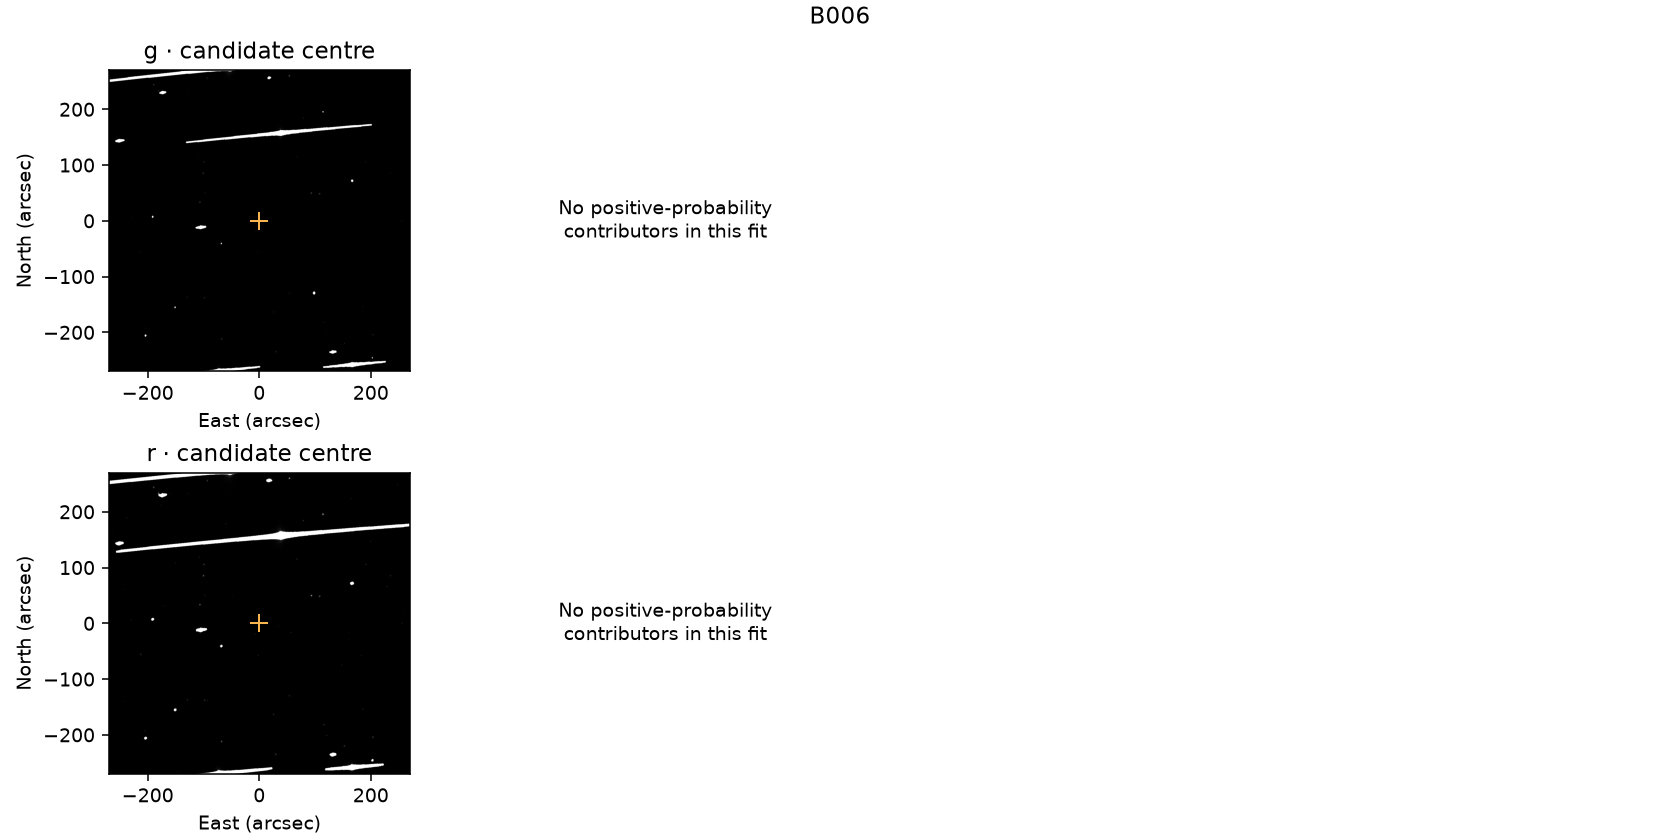 B006
g · candidate centre
North (arcsec)
200
100
0
−100
−200
−200
0
200
East (arcsec)
No positive-probability
contributors in this fit
r · candidate centre
North (arcsec)
200
100
0
−100
−200
−200
0
200
East (arcsec)
No positive-probability
contributors in this fit